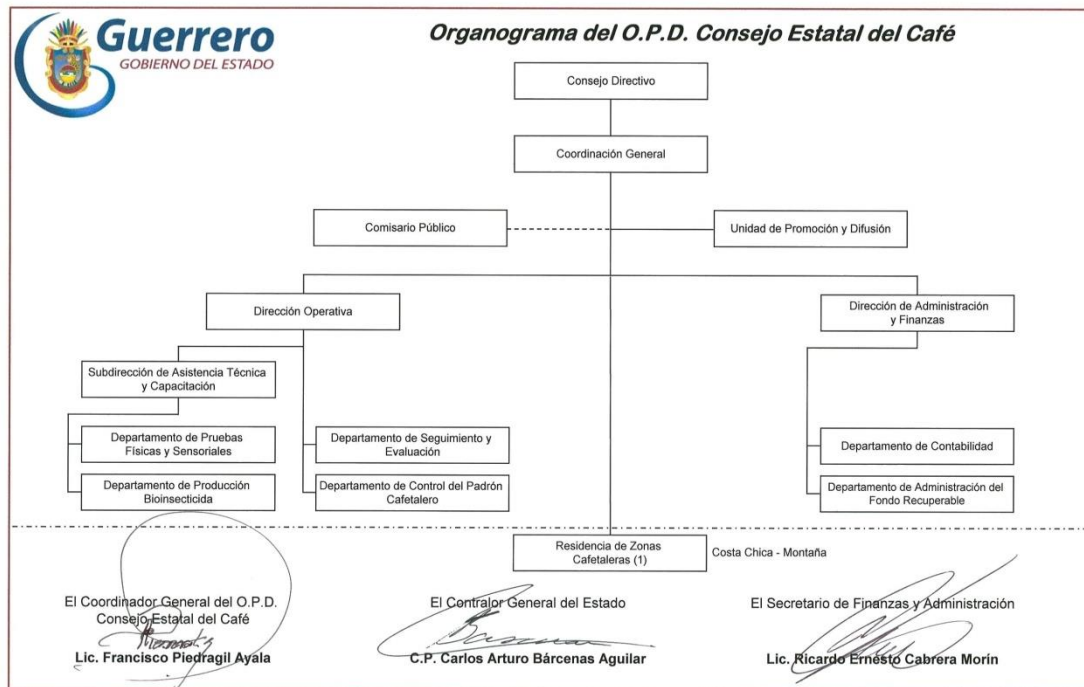 Guerrero
GOBIERNO DEL ESTADO
Organograma del O.P.D. Consejo Estatal del Café
Consejo Directivo
Coordinación General
Comisario Público
Unidad de Promoción y Difusión
Dirección Operativa
Dirección de Administración
y Finanzas
Subdirección de Asistencia Técnica
y Capacitación
Departamento de Pruebas
Físicas y Sensoriales
Departamento de Seguimiento y
Evaluación
Departamento de Contabilidad
Departamento de Producción
Bioinsecticida
Departamento de Control del Padrón
Cafetalero
Departamento de Administración del
Fondo Recuperable
Residencia de Zonas
Cafetaleras (1)
Costa Chica - Montaña
El Coordinador General del O.P.D.
Consejo Estatal del Café
Lic. Francisco Piedragil Ayala
El Contralor General del Estado
C.P. Carlos Arturo Bárcenas Aguilar
El Secretario de Finanzas y Administración
Lic. Ricardo Ernesto Cabrera Morín